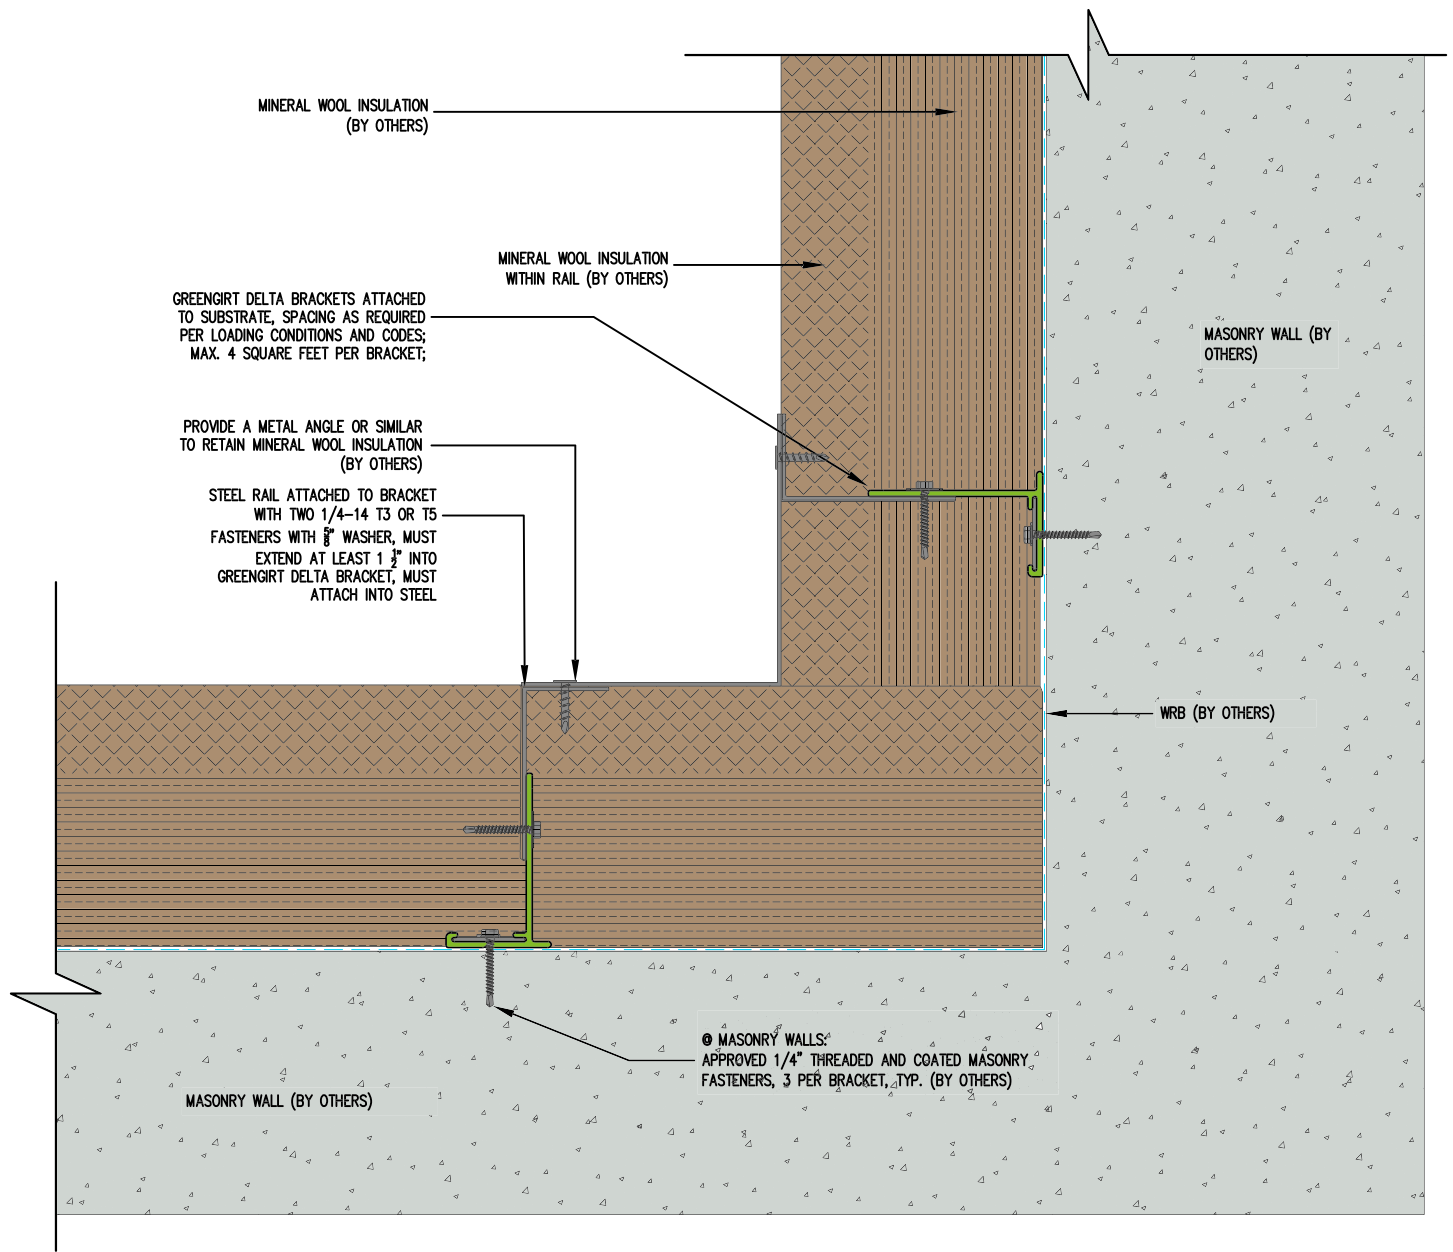 MINERAL WOOL INSULATION
(BY OTHERS)
MINERAL WOOL INSULATION
WITHIN RAIL (BY OTHERS)
GREENGIRT DELTA BRACKETS ATTACHED
TO SUBSTRATE, SPACING AS REQUIRED
PER LOADING CONDITIONS AND CODES;
MAX. 4 SQUARE FEET PER BRACKET;
MASONRY WALL (BY
OTHERS)
PROVIDE A METAL ANGLE OR SIMILAR
TO RETAIN MINERAL WOOL INSULATION
(BY OTHERS)
STEEL RAIL ATTACHED TO BRACKET
WITH TWO 1/4-14 T3 OR T5
FASTENERS WITH 5/8" WASHER, MUST
EXTEND AT LEAST 1 1/2" INTO
GREENGIRT DELTA BRACKET, MUST
ATTACH INTO STEEL
WRB (BY OTHERS)
@ MASONRY WALLS:
APPROVED 1/4" THREADED AND COATED MASONRY
FASTENERS, 3 PER BRACKET, TYP. (BY OTHERS)
MASONRY WALL (BY OTHERS)